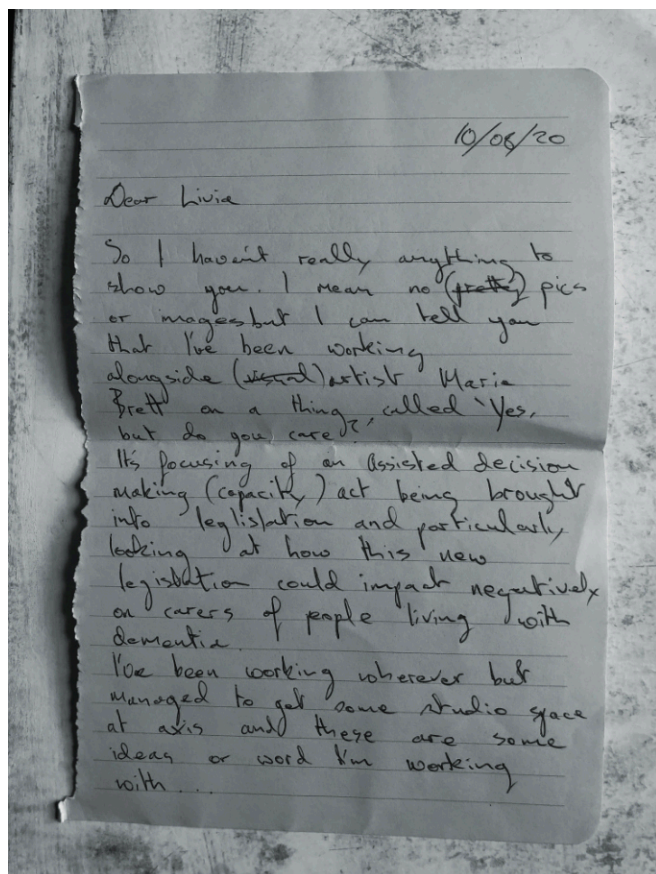 10/06/20
Dear Livia
So I haven't really anything to
show you. I mean no (pretty) pics
or images but I can tell you
that I've been working
alongside (visual) artist Marie
Brett on a thing, called 'Yes,
but do you care?'
It's focusing of an assisted decision
making (capacity) act being brought
into leglislation and particularly
looking at how this new
legislation could impact negatively
on carers of people living with
dementia.
I've been working wherever but
managed to get some studio space
at axis and these are some
ideas or word I'm working
with...